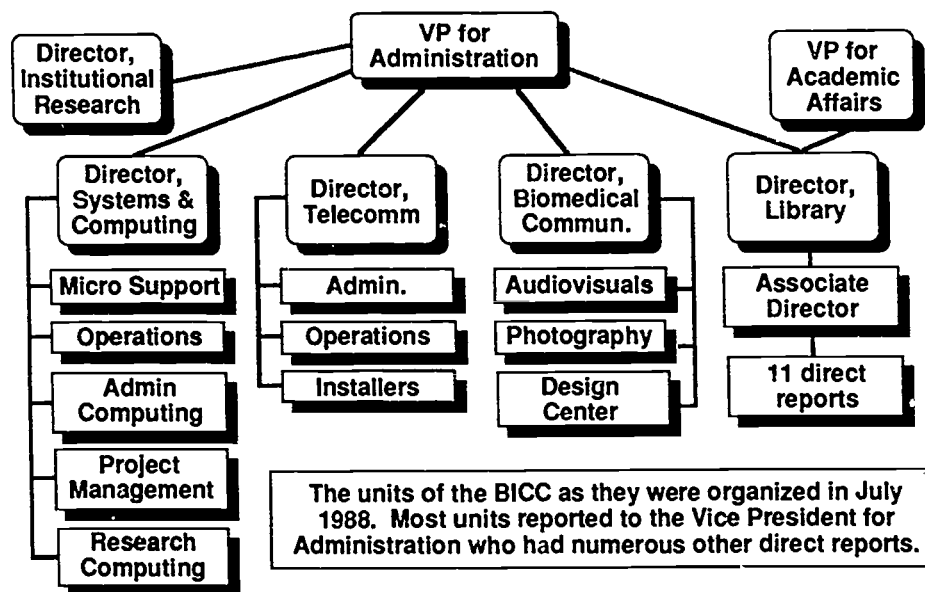 VP for
Administration
Director,
Institutional
Research
VP for
Academic
Affairs
Director,
Systems &
Computing
Director,
Telecomm
Director,
Biomedical
Commun.
Director,
Library
Micro Support
Operations
Admin
Computing
Project
Management
Research
Computing
Admin.
Operations
Installers
Audiovisuals
Photography
Design
Center
Associate
Director
11 direct
reports
The units of the BICC as they were organized in July
1988. Most units reported to the Vice President for
Administration who had numerous other direct reports.